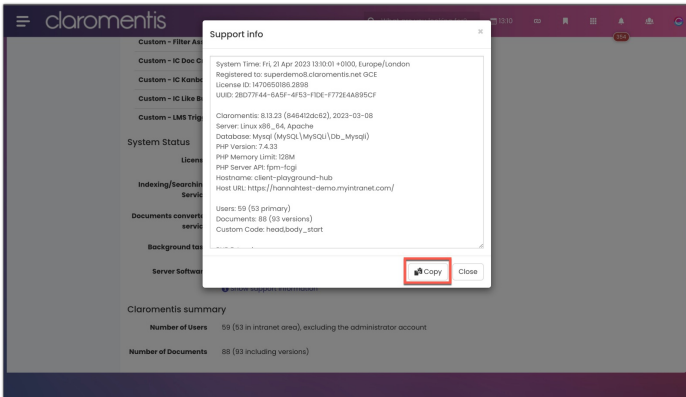 claromentis
13:10
254
Support info
×
Custom - Filter Ass
Custom - IC Doc C
Custom - IC Kanb
Custom - IC Like B
Custom - LMS Trig
System Status
Licens
Indexing/Searchin
Servic
Documents converte
servic
Background tas
Server Softwar
System Time: Fri, 21 Apr 2023 13:10:01 +0100, Europe/London
Registered to: superdemo8.claromentis.net GCE
License ID: 1470650186.2898
UUID: 2BD77F44-6A5F-4F53-F1DE-F772E4A895CF
Claromentis: 8.13.23 (846412dc62), 2023-03-08
Server: Linux x86_64, Apache
Database: Mysql (MySQL\MySQLi\Db_Mysqli)
PHP Version: 7.4.33
PHP Memory Limit: 128M
PHP Server API: fpm-fcgi
Hostname: client-playground-hub
Host URL: https://hannahtest-demo.myintranet.com/
Users: 59 (53 primary)
Documents: 88 (93 versions)
Custom Code: head,body_start
Copy
Close
Show support information
Claromentis summary
Number of Users 59 (53 in intranet area), excluding the administrator account
Number of Documents 88 (93 including versions)